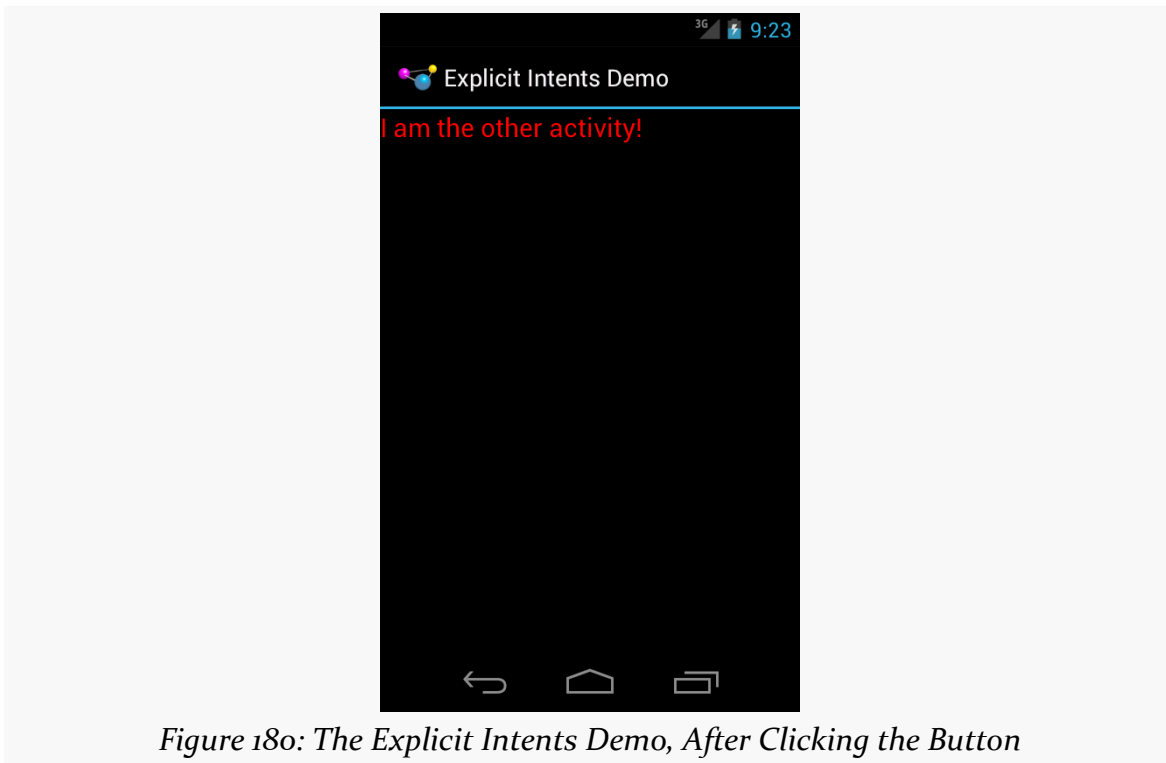 3G 9:23
Explicit Intents Demo
I am the other activity!
Figure 180: The Explicit Intents Demo, After Clicking the Button